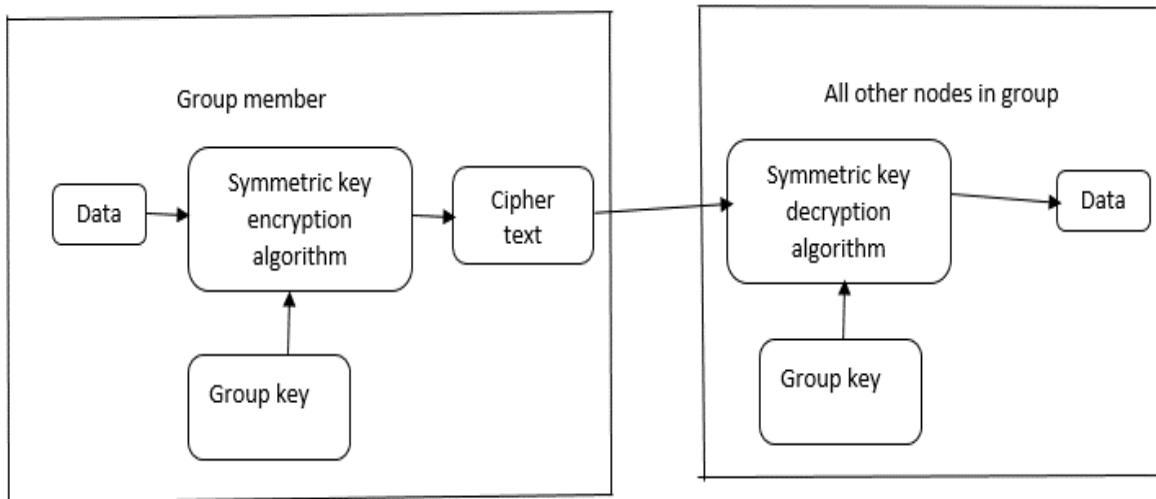 Group member
Data
Symmetric key
encryption
algorithm
Cipher
text
Group key
All other nodes in group
Symmetric key
decryption
algorithm
Data
Group key